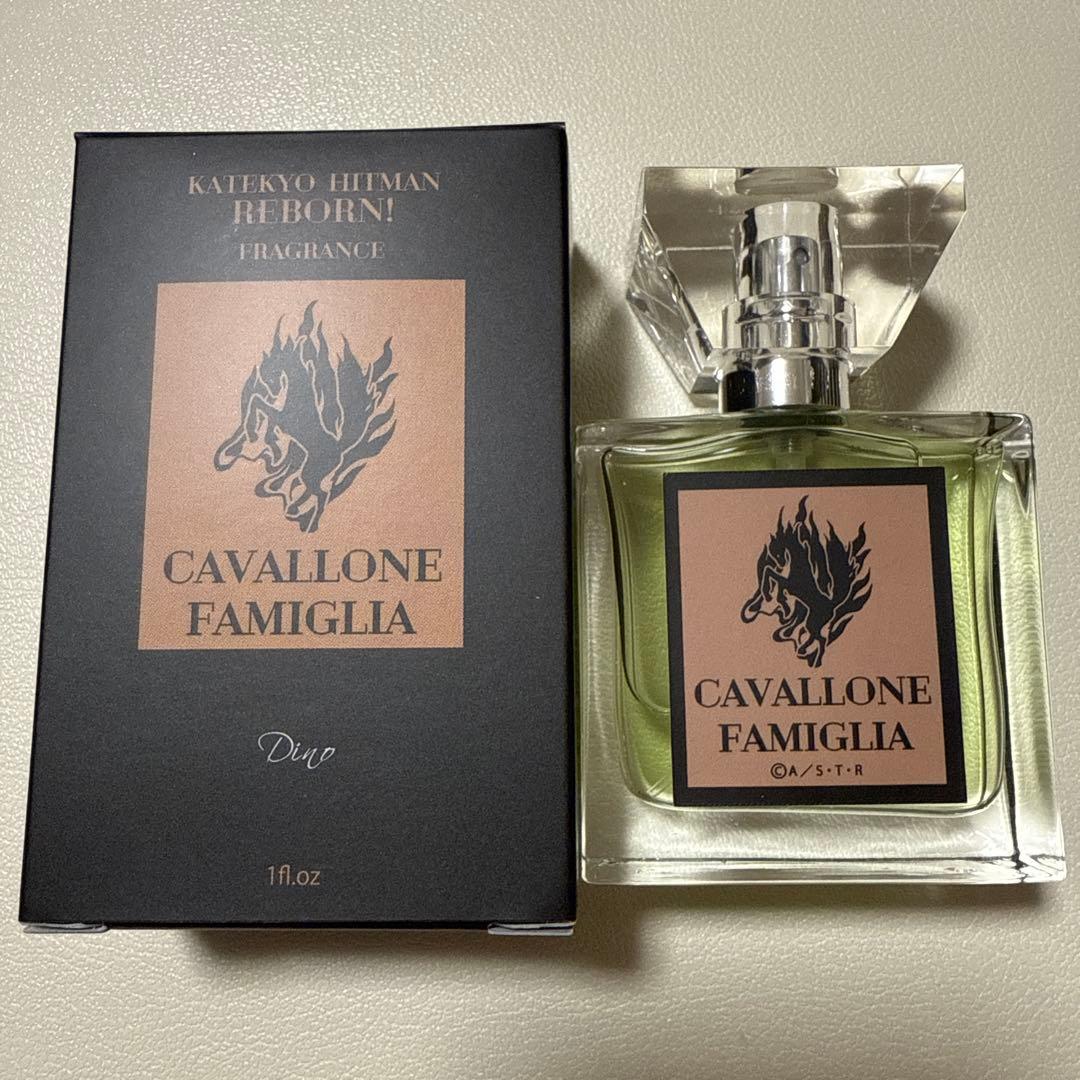 KATEKYO HITMAN
REBORN!
FRAGRANCE
CAVALLONE
FAMIGLIA
Dino
1fl.oz
CAVALLONE
FAMIGLIA
©A/S・T・R